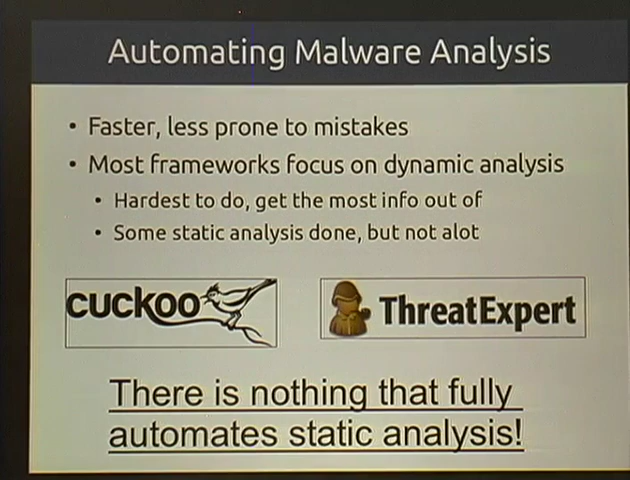 Automating Malware Analysis
• Faster, less prone to mistakes
• Most frameworks focus on dynamic analysis
• Hardest to do, get the most info out of
• Some static analysis done, but not alot
cuckoo
ThreatExpert
There is nothing that fully
automates static analysis!